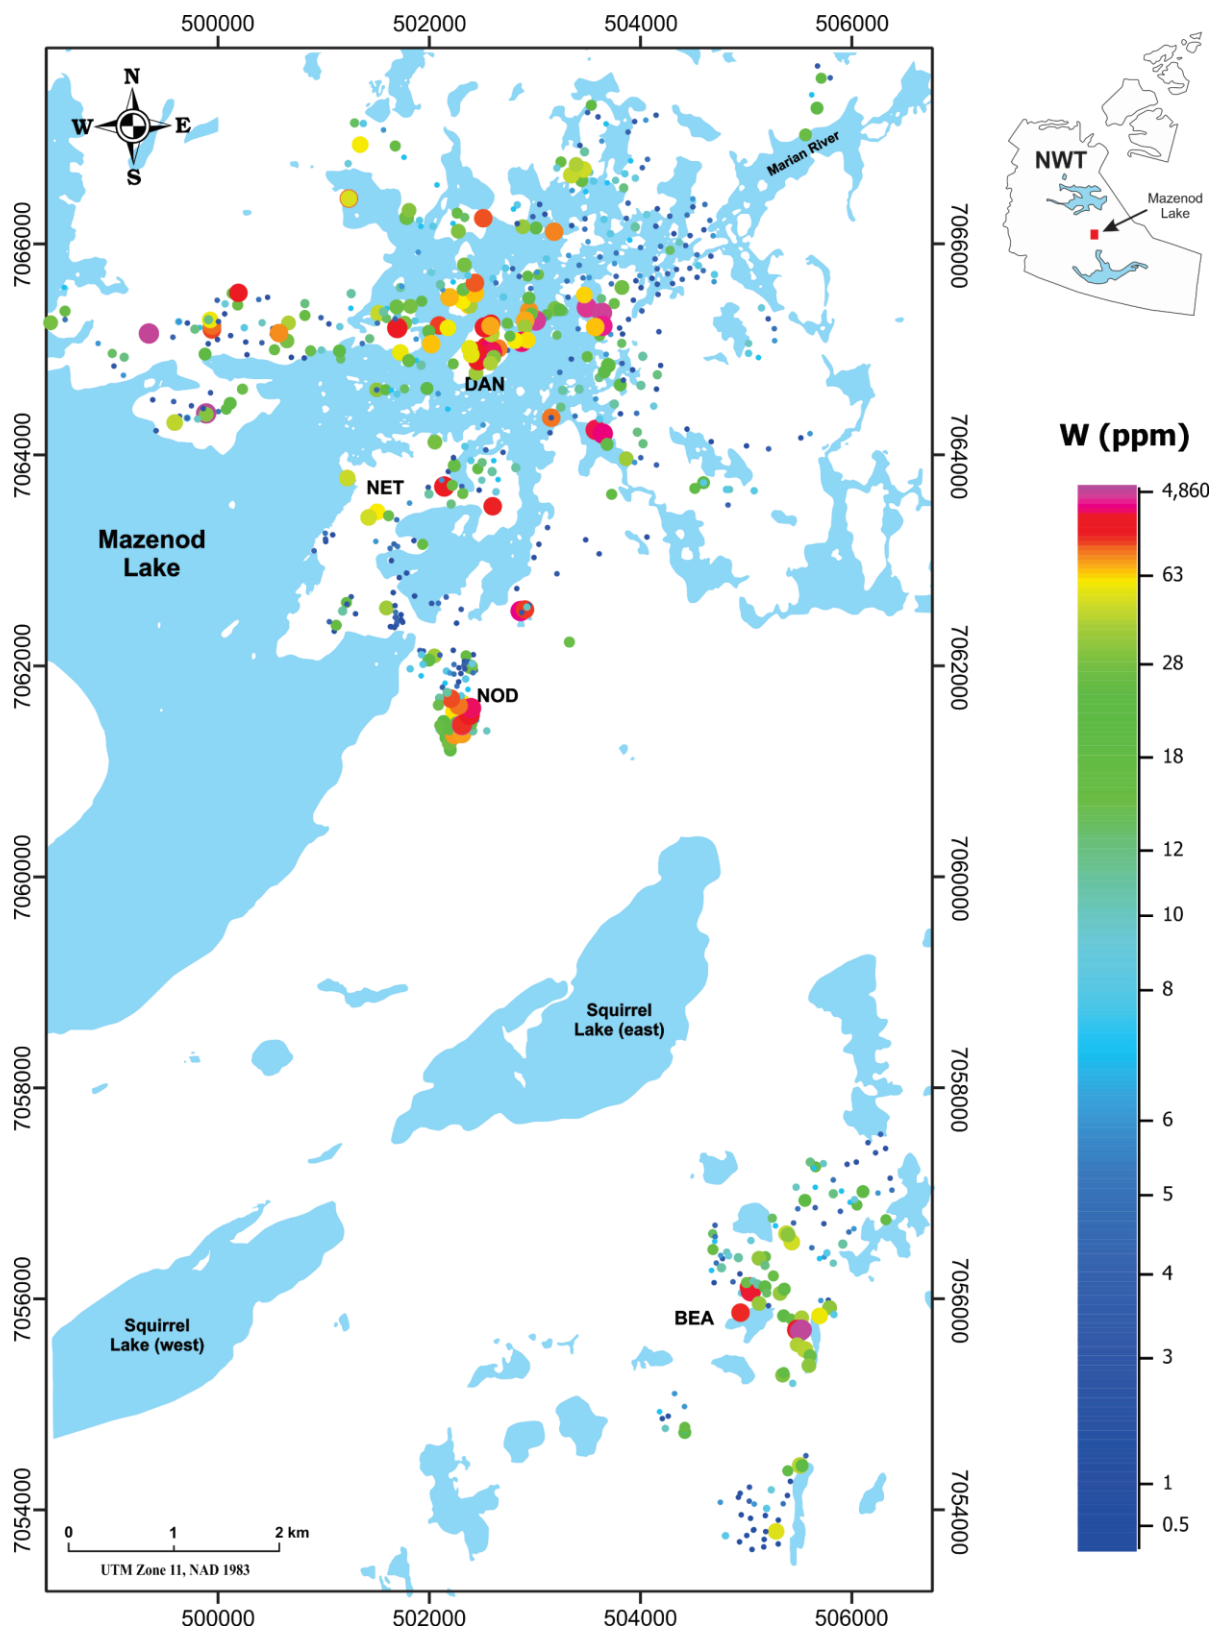 500000
502000
504000
506000
N
W
E
S
Marian River
NWT
Mazenod
Lake
7066000
7066000
DAN
7064000
7064000
NET
W (ppm)
4,860
63
28
18
12
10
8
6
5
4
3
1
0.5
Mazenod
Lake
7062000
7062000
NOD
7060000
7060000
Squirrel
Lake (east)
7058000
7058000
7056000
7056000
BEA
Squirrel
Lake (west)
7054000
7054000
0
1
2 km
UTM Zone 11, NAD 1983
500000
502000
504000
506000